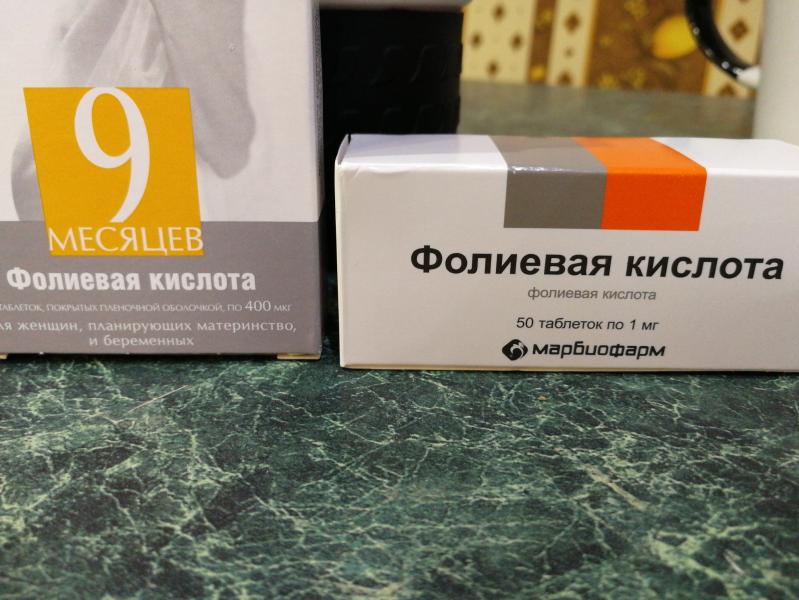 9
МЕСЯЦЕВ
Фолиевая кислота
ТАБЛЕТОК, ПОКРЫТЫХ ПЛЕНОЧНОЙ ОБОЛОЧКОЙ, ПО 400 МКГ
женщин, планирующих материнство,
и беременных
Фолиевая кислота
фолиевая кислота
50 таблеток по 1 мг
марбиофарм